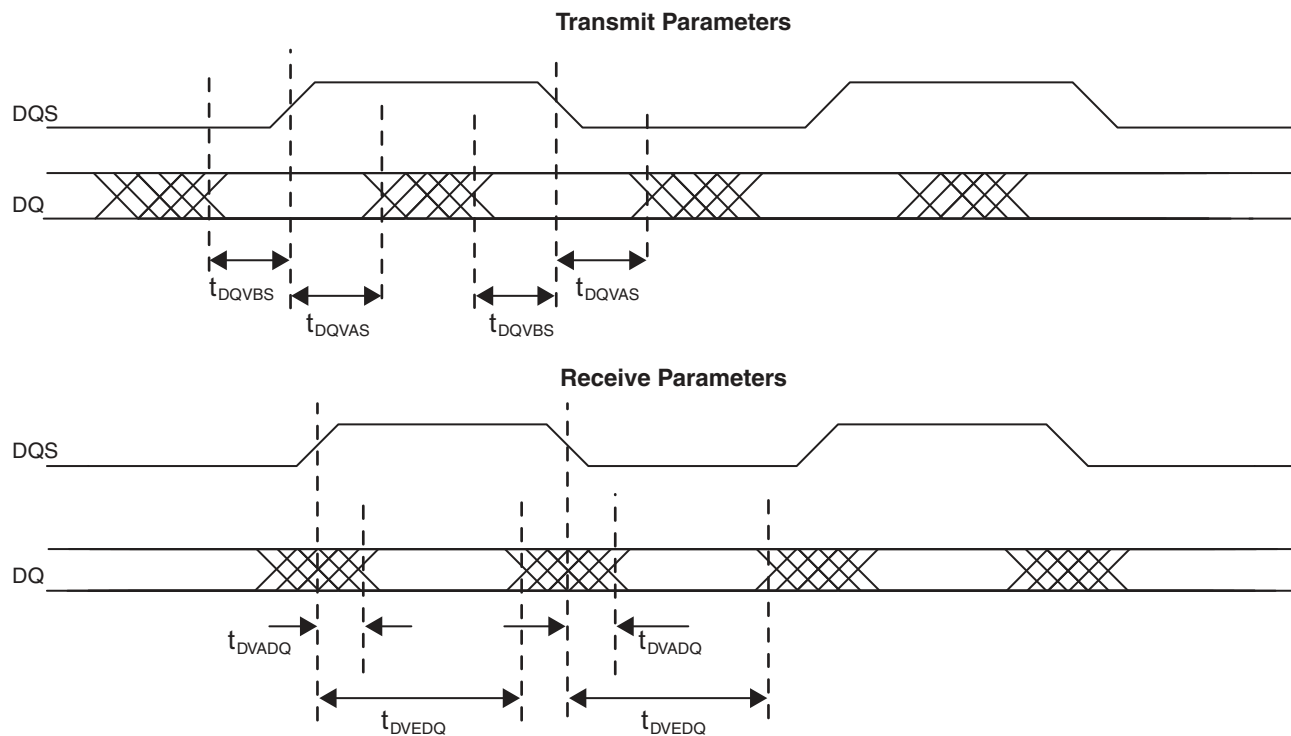 Transmit Parameters
DQS
DQ
tDQVBS
tDQVAS
tDQVBS
tDQVAS
Receive Parameters
DQS
DQ
tDVADQ
tDVADQ
tDVEDQ
tDVEDQ